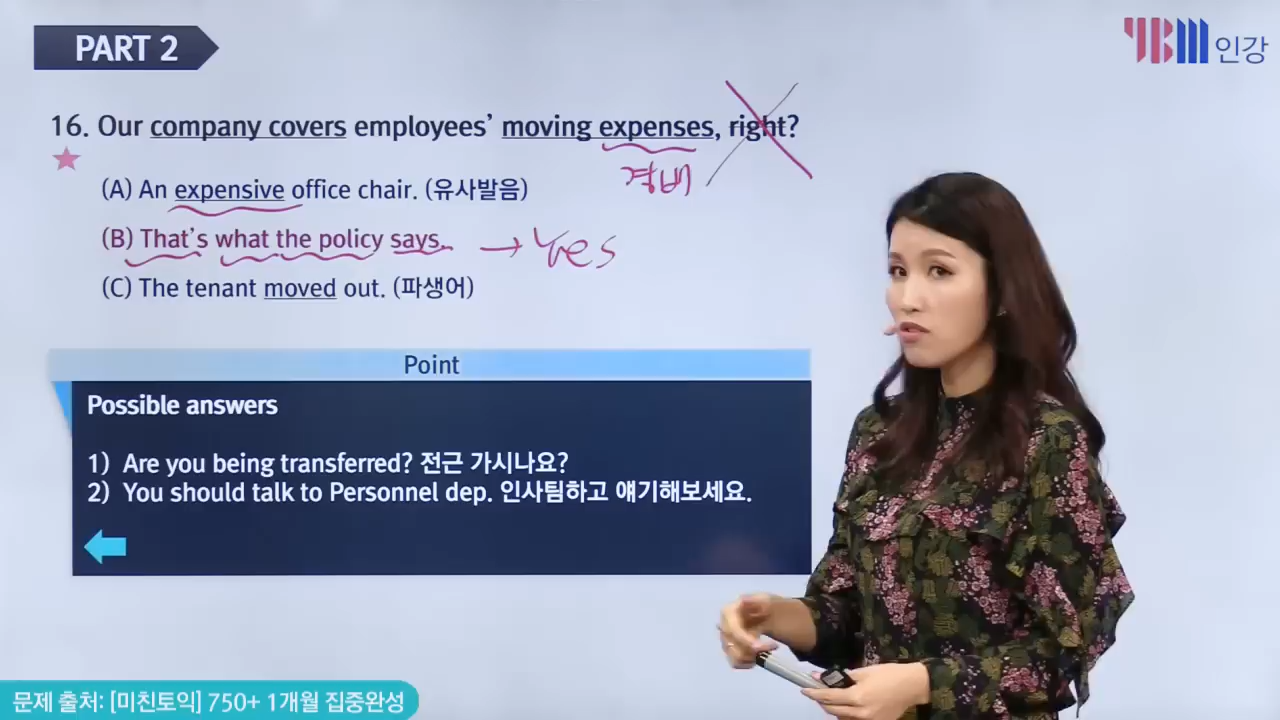 PART 2
YBM 인강
16. Our company covers employees' moving expenses, right?
경비
(A) An expensive office chair. (유사발음)
(B) That's what the policy says. → Yes
(C) The tenant moved out. (파생어)
Point
Possible answers
1) Are you being transferred? 전근 가시나요?
2) You should talk to Personnel dep. 인사팀하고 얘기해보세요.
문제 출처: [미친토익] 750+ 1개월 집중완성